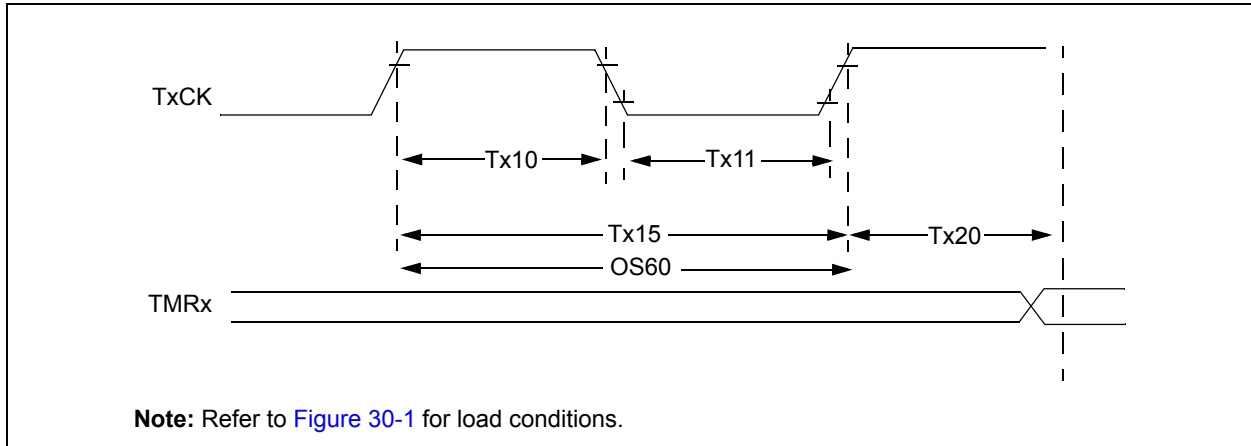 TxCK
Tx10
Tx11
Tx15
Tx20
OS60
TMRx
Note: Refer to Figure 30-1 for load conditions.